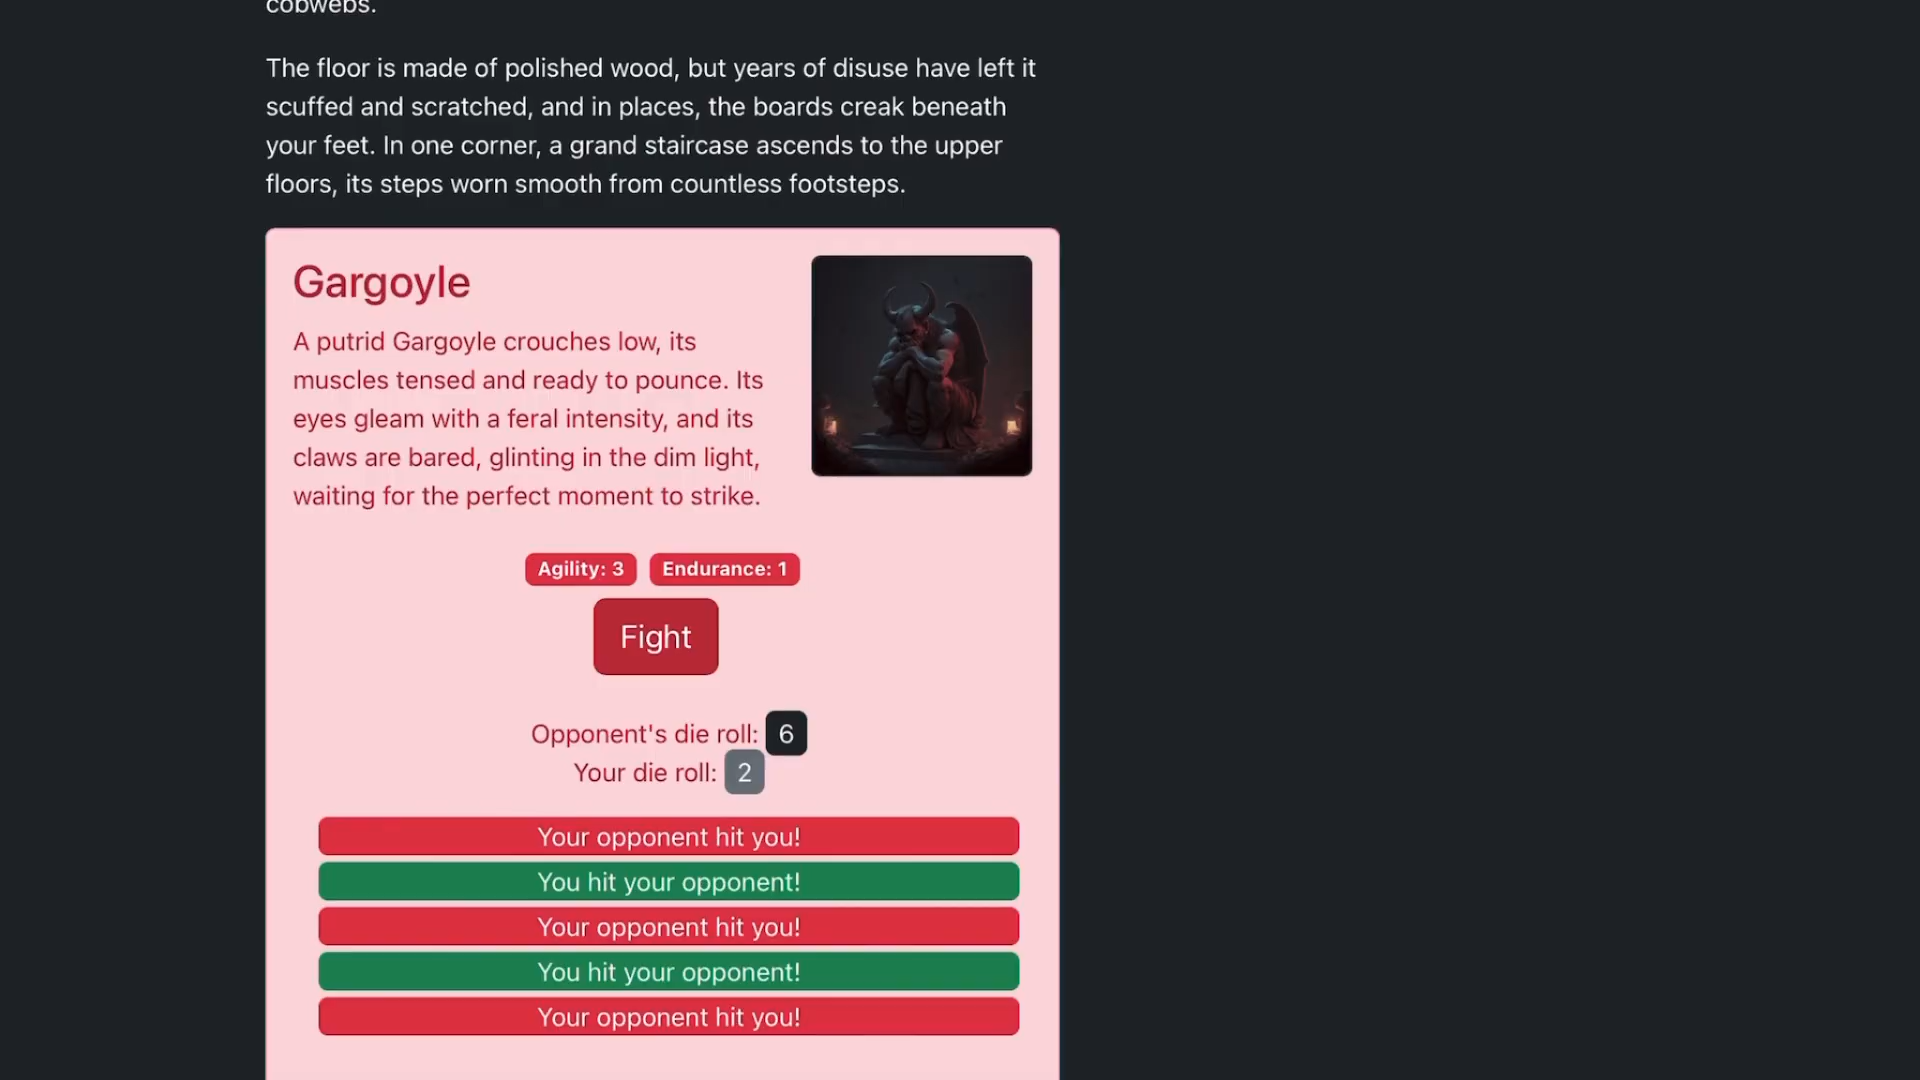 cobwebs.
The floor is made of polished wood, but years of disuse have left it
scuffed and scratched, and in places, the boards creak beneath
your feet. In one corner, a grand staircase ascends to the upper
floors, its steps worn smooth from countless footsteps.
Gargoyle
A putrid Gargoyle crouches low, its
muscles tensed and ready to pounce. Its
eyes gleam with a feral intensity, and its
claws are bared, glinting in the dim light,
waiting for the perfect moment to strike.
Agility: 3 Endurance: 1
Fight
Opponent's die roll: 6
Your die roll: 2
Your opponent hit you!
You hit your opponent!
Your opponent hit you!
You hit your opponent!
Your opponent hit you!